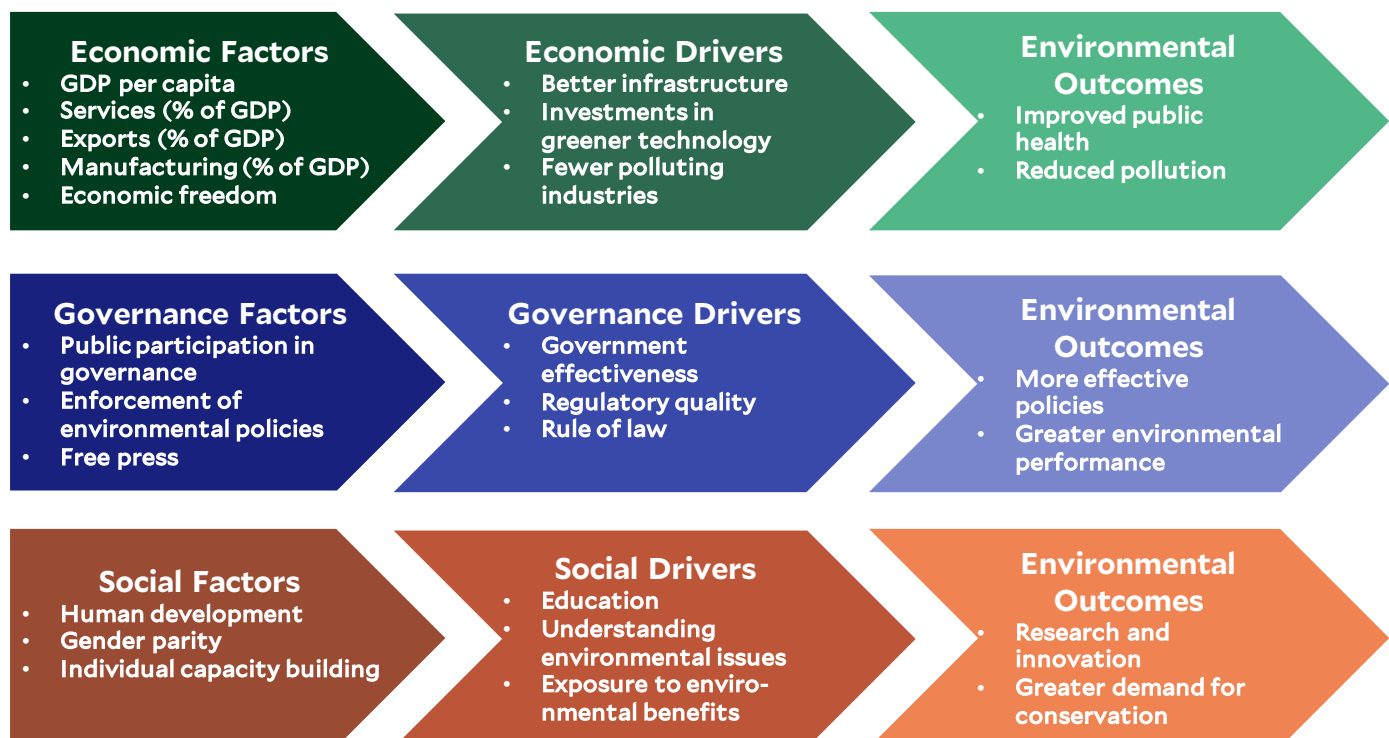 Economic Factors
• GDP per capita
• Services (% of GDP)
• Exports (% of GDP)
• Manufacturing (% of GDP)
• Economic freedom
Economic Drivers
• Better infrastructure
• Investments in
greener technology
• Fewer polluting
industries
Environmental
Outcomes
• Improved public
health
• Reduced pollution
Governance Factors
• Public participation in
governance
• Enforcement of
environmental policies
• Free press
Governance Drivers
• Government
effectiveness
• Regulatory quality
• Rule of law
Environmental
Outcomes
• More effective
policies
• Greater environmental
performance
Social Factors
• Human development
• Gender parity
• Individual capacity building
Social Drivers
• Education
• Understanding
environmental issues
• Exposure to enviro-
nmental benefits
Environmental
Outcomes
• Research and
innovation
• Greater demand for
conservation